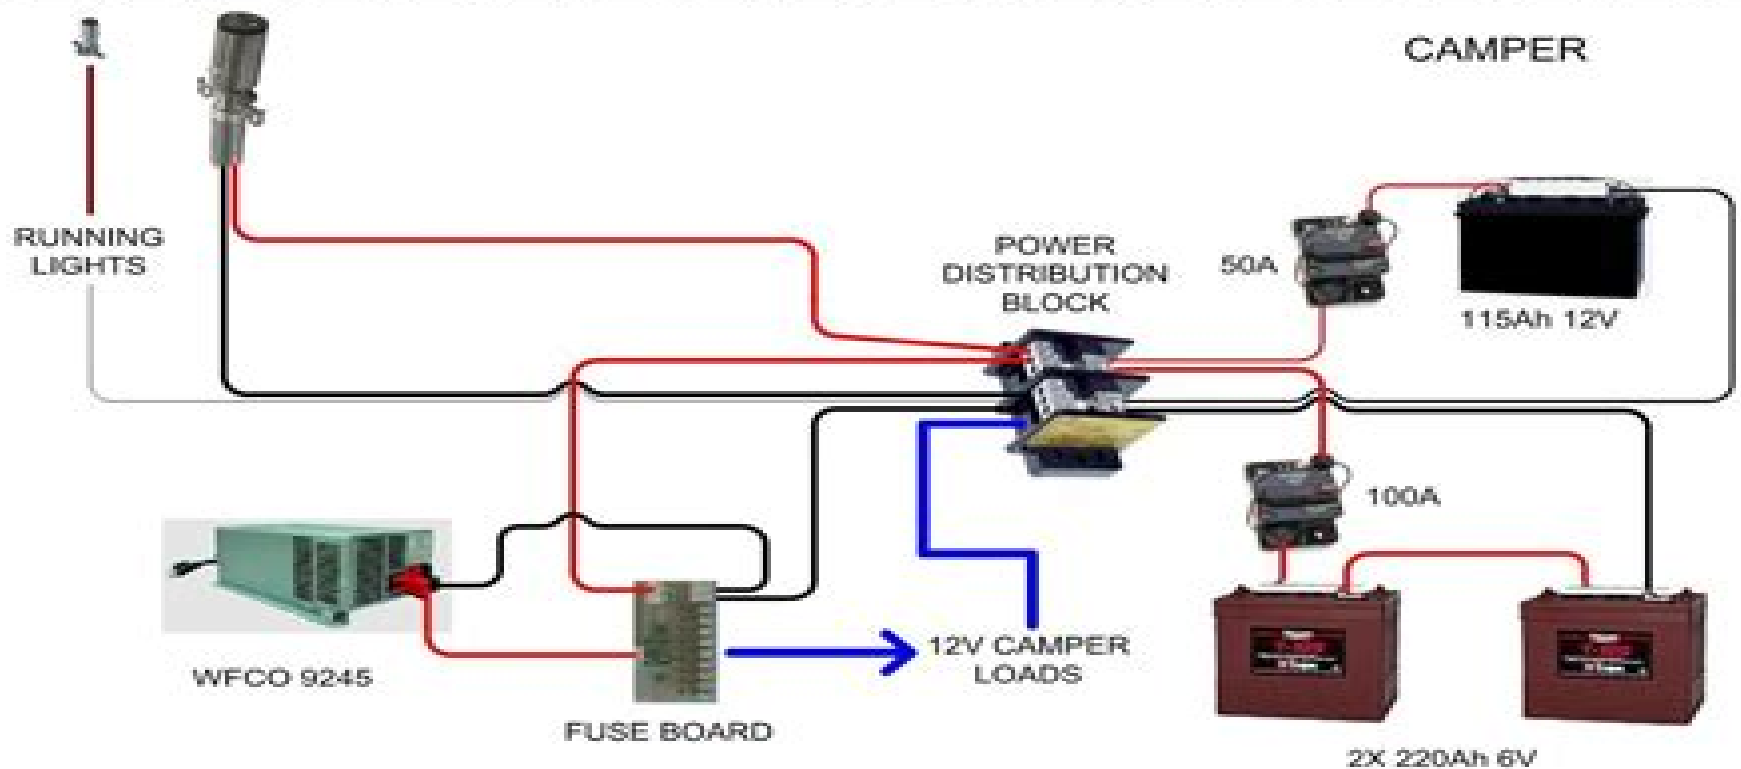 CAMPER
RUNNING
LIGHTS
POWER
DISTRIBUTION
BLOCK
50A
115Ah 12V
100A
12V CAMPER
LOADS
WFCO 9245
FUSE BOARD
2X 220Ah 6V